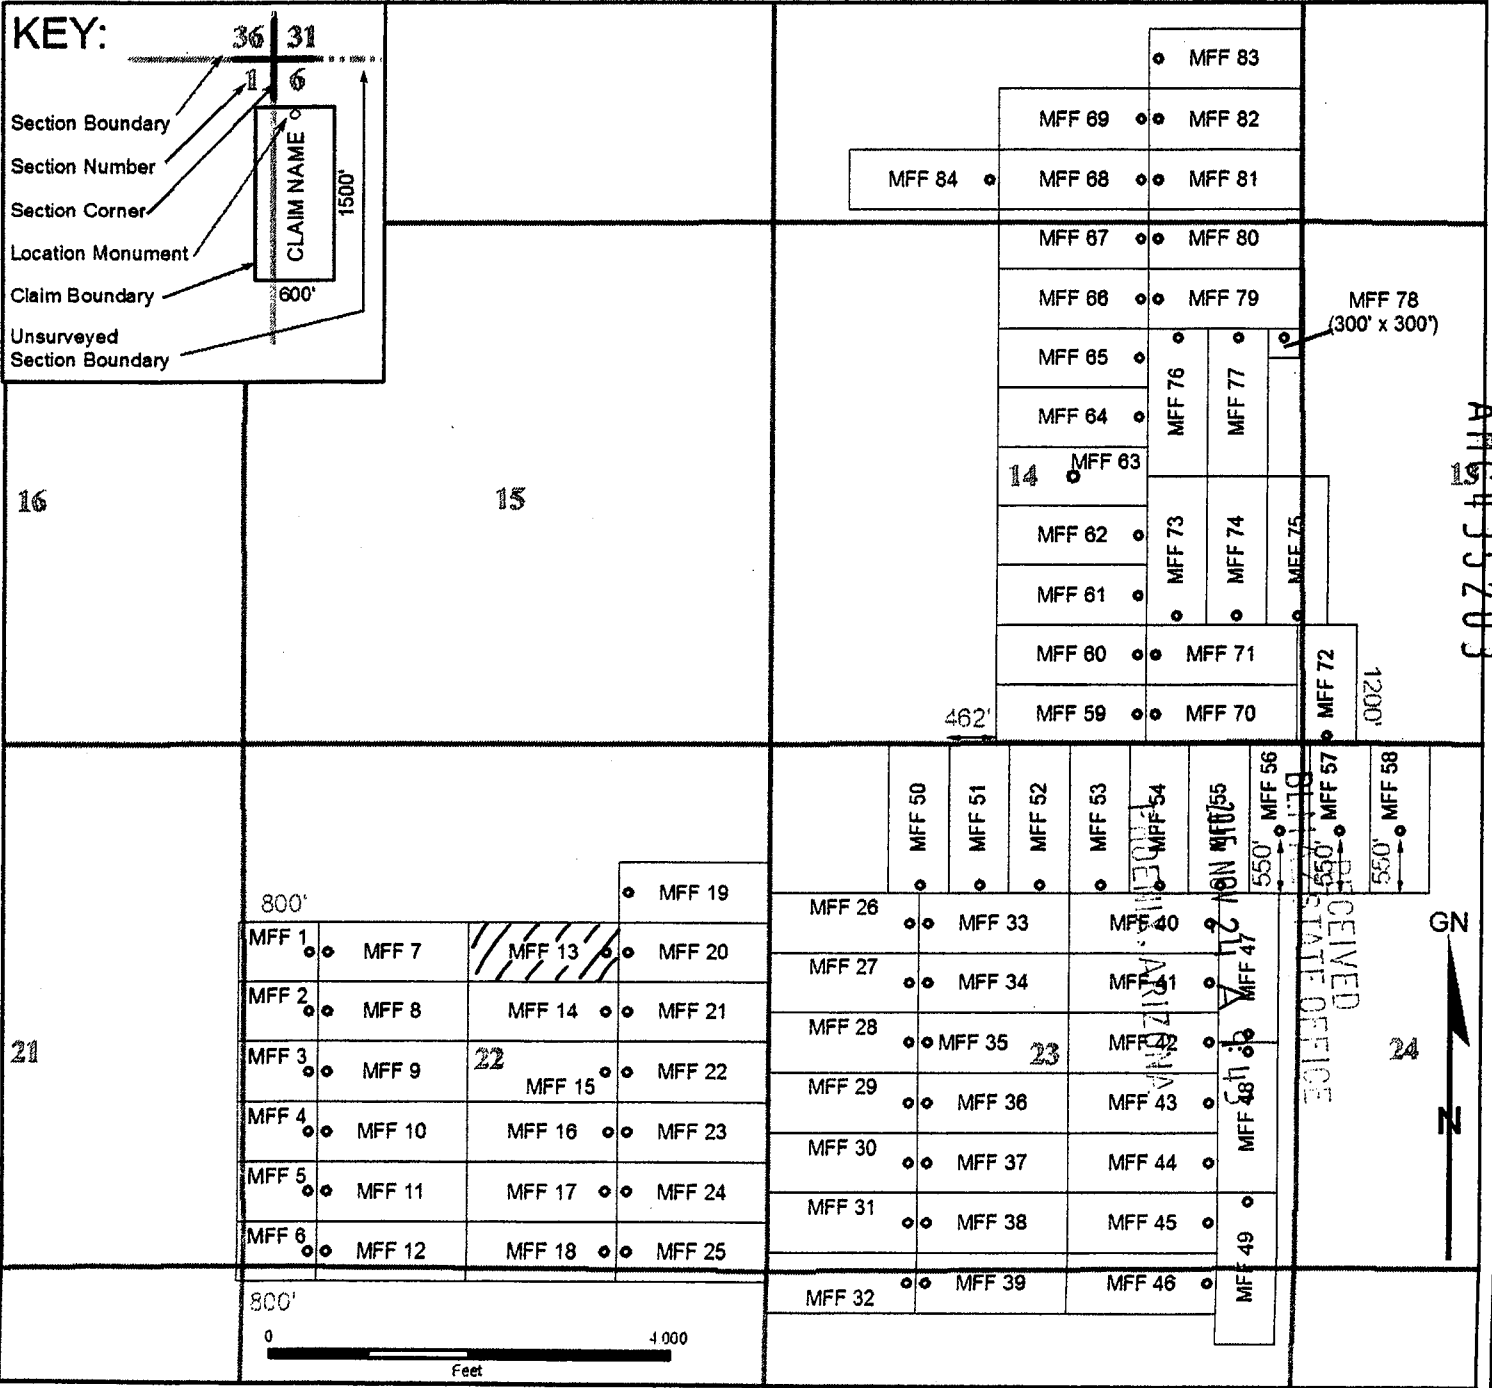 KEY:
36 31
1 6
Section Boundary
Section Number
Section Corner
Location Monument
Claim Boundary
Unsurveyed
Section Boundary
CLAIM NAME
1500'
600'
MFF 83
MFF 69 MFF 82
MFF 84 MFF 68 MFF 81
MFF 67 MFF 80
MFF 66 MFF 79
MFF 78
(300' x 300')
MFF 65
MFF 76
MFF 77
MFF 64
MFF 63
16
15
14
13
MFF 62
MFF 73
MFF 74
MFF 75
MFF 61
MFF 60 MFF 71
MFF 72
1200'
462'
MFF 59 MFF 70
MFF 50
MFF 51
MFF 52
MFF 53
MFF 54
MFF 55
MFF 56
MFF 57
MFF 58
550'
550'
550'
MFF 19
800'
MFF 26 MFF 33 MFF 40
MFF 1 MFF 7 MFF 13 MFF 20
MFF 27 MFF 34 MFF 41
MFF 47
MFF 2 MFF 8 MFF 14 MFF 21
MFF 28 MFF 35 MFF 42
21
22
23
24
MFF 3 MFF 9 MFF 15 MFF 22
MFF 29 MFF 36 MFF 43
MFF 48
MFF 4 MFF 10 MFF 16 MFF 23
MFF 30 MFF 37 MFF 44
MFF 5 MFF 11 MFF 17 MFF 24
MFF 31 MFF 38 MFF 45
MFF 49
MFF 6 MFF 12 MFF 18 MFF 25
MFF 32 MFF 39 MFF 46
800'
0 4000
Feet
GN
N
RECEIVED
STATE OFFICE
ARIZONA